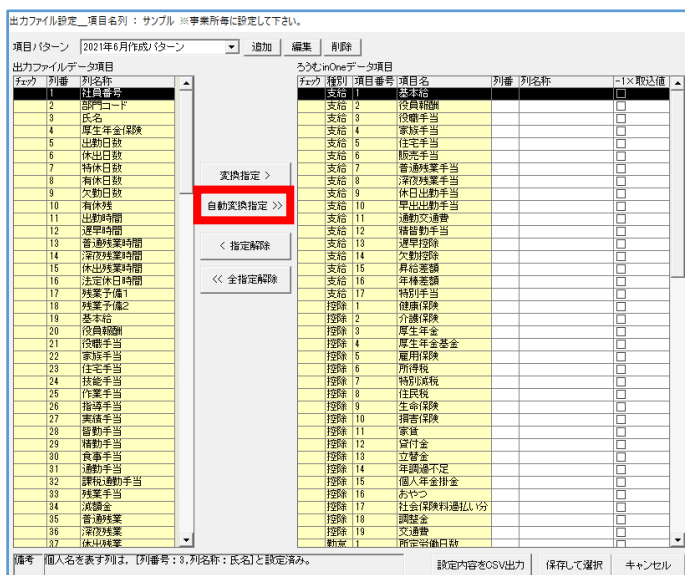 出力ファイル設定__項目名列 ： サンプル ※事業所毎に設定して下さい。
項目パターン 2021年6月作成パターン 追加 編集 削除
出力ファイルデータ項目
チェック 列番 列名称
1 社員番号
2 部門コード
3 氏名
4 厚生年金保険
5 出勤日数
6 休出日数
7 特休日数
8 有休日数
9 欠勤日数
10 有休残
11 出勤時間
12 遅早時間
13 普通残業時間
14 深夜残業時間
15 休出残業時間
16 法定休日時間
17 残業予備1
18 残業予備2
19 基本給
20 役員報酬
21 役職手当
22 家族手当
23 住宅手当
24 技能手当
25 作業手当
26 指導手当
27 実績手当
28 皆勤手当
29 精勤手当
30 食事手当
31 通勤手当
32 課税通勤手当
33 残業手当
34 減額金
35 普通残業
36 深夜残業
37 休出残業
変換指定 >
自動変換指定 >>
< 指定解除
<< 全指定解除
ろうむinOneデータ項目
チェック 種別 項目番号 項目名 列番 列名称 -1×取込値
支給 1 基本給
支給 2 役員報酬
支給 3 役職手当
支給 4 家族手当
支給 5 住宅手当
支給 6 販売手当
支給 7 普通残業手当
支給 8 深夜残業手当
支給 9 休日出勤手当
支給 10 早出出勤手当
支給 11 通勤交通費
支給 12 精皆勤手当
支給 13 遅早控除
支給 14 欠勤控除
支給 15 昇給差額
支給 16 年棒差額
支給 17 特別手当
控除 1 健康保険
控除 2 介護保険
控除 3 厚生年金
控除 4 厚生年金基金
控除 5 雇用保険
控除 6 所得税
控除 7 特別減税
控除 8 住民税
控除 9 生命保険
控除 10 損害保険
控除 11 家賃
控除 12 貸付金
控除 13 立替金
控除 14 年調過不足
控除 15 個人年金掛金
控除 16 おやつ
控除 17 社会保険料過払い分
控除 18 調整金
控除 19 交通費
勤怠 1 所定労働日数
備考 個人名を表す列は，[列番号：3,列名称：氏名]と設定済み。
設定内容をCSV出力 保存して選択 キャンセル